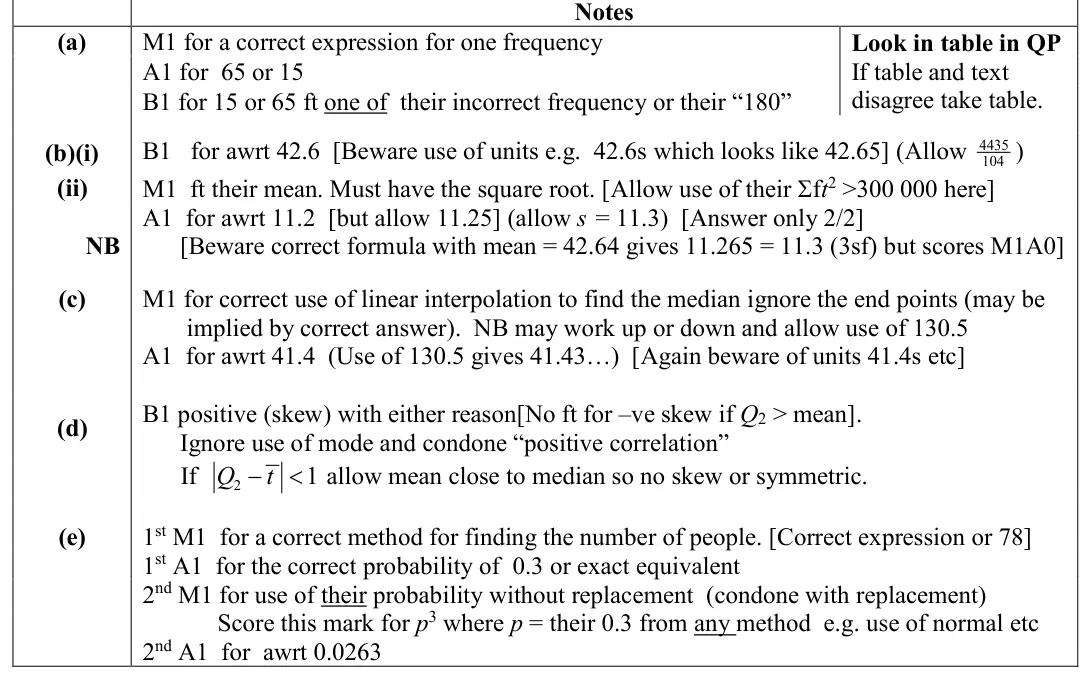 Notes
(a) M1 for a correct expression for one frequency
A1 for 65 or 15
B1 for 15 or 65 ft one of their incorrect frequency or their “180”
Look in table in QP
If table and text
disagree take table.
(b)(i) B1 for awrt 42.6 [Beware use of units e.g. 42.6s which looks like 42.65] (Allow 4435/104 )
(ii) M1 ft their mean. Must have the square root. [Allow use of their Σft² >300 000 here]
A1 for awrt 11.2 [but allow 11.25] (allow s = 11.3) [Answer only 2/2]
NB [Beware correct formula with mean = 42.64 gives 11.265 = 11.3 (3sf) but scores M1A0]
(c) M1 for correct use of linear interpolation to find the median ignore the end points (may be
implied by correct answer). NB may work up or down and allow use of 130.5
A1 for awrt 41.4 (Use of 130.5 gives 41.43…) [Again beware of units 41.4s etc]
(d) B1 positive (skew) with either reason[No ft for –ve skew if Q₂ > mean].
Ignore use of mode and condone “positive correlation”
If |Q₂ − t̅| < 1 allow mean close to median so no skew or symmetric.
(e) 1st M1 for a correct method for finding the number of people. [Correct expression or 78]
1st A1 for the correct probability of 0.3 or exact equivalent
2nd M1 for use of their probability without replacement (condone with replacement)
Score this mark for p³ where p = their 0.3 from any method e.g. use of normal etc
2nd A1 for awrt 0.0263